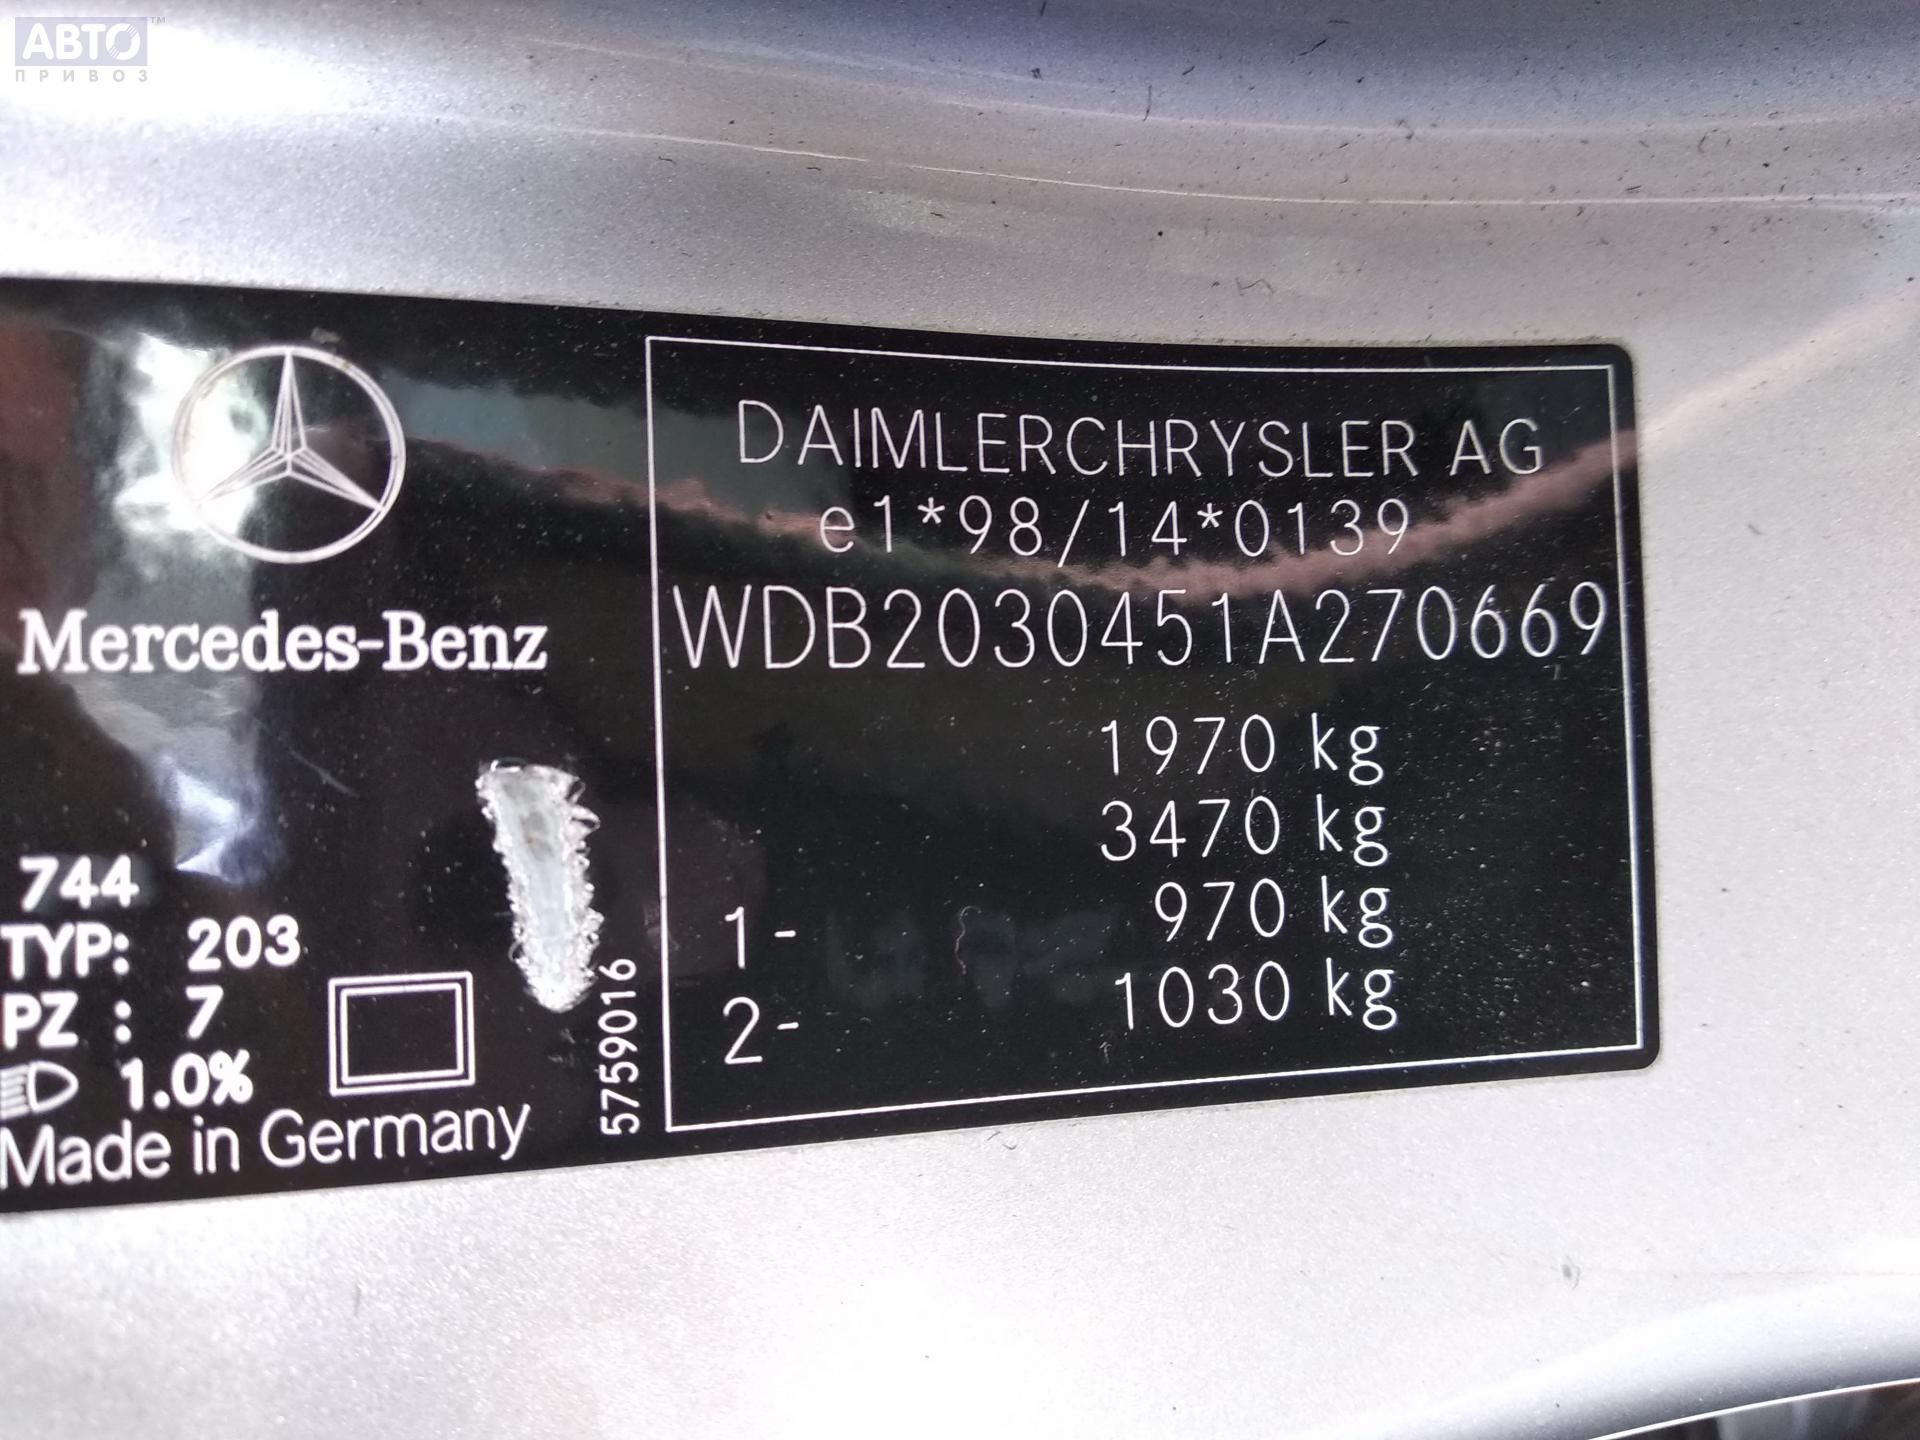 АВТО™
ПРИВОЗ
Mercedes-Benz
744
TYP: 203
PZ : 7
1.0%
Made in Germany
5759016
DAIMLERCHRYSLER AG
e1*98/14*0139
WDB2030451A270669
1970 kg
3470 kg
1- 970 kg
2- 1030 kg